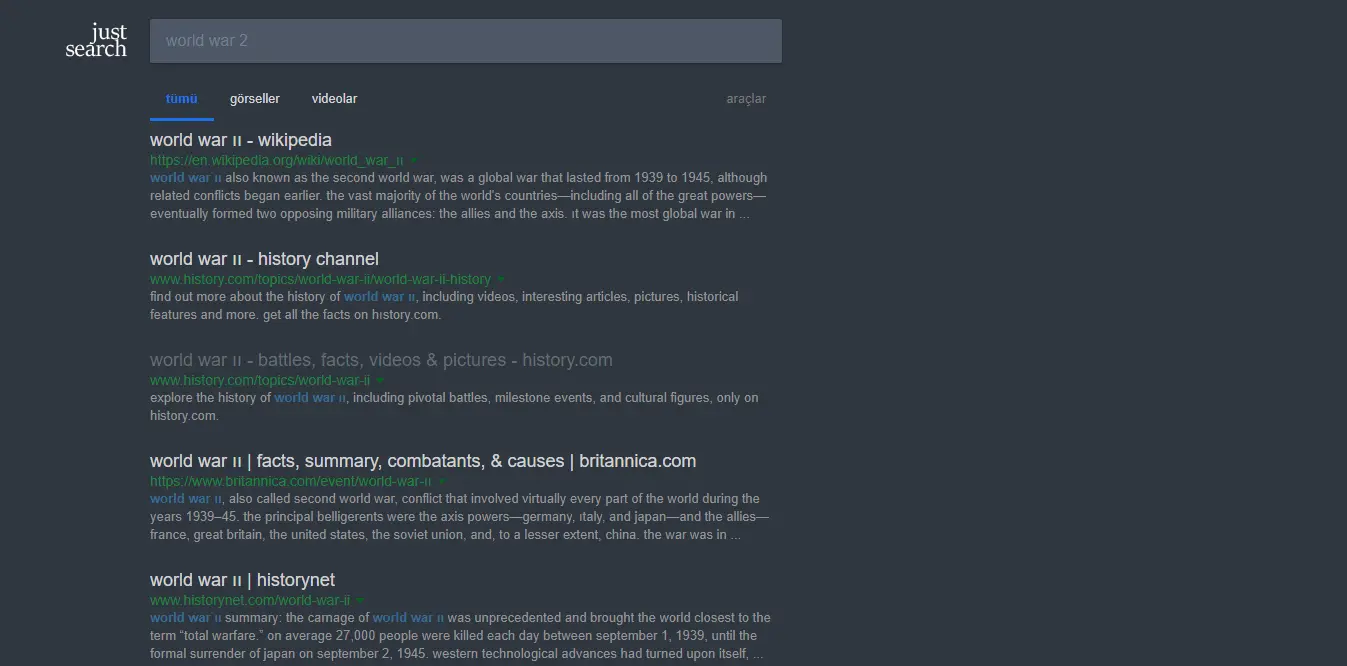 just
search
world war 2
tümü görseller videolar araçlar
world war ıı - wikipedia
https://en.wikipedia.org/wiki/world_war_ıı
world war ıı also known as the second world war, was a global war that lasted from 1939 to 1945, although
related conflicts began earlier. the vast majority of the world's countries—including all of the great powers—
eventually formed two opposing military alliances: the allies and the axis. ıt was the most global war in ...
world war ıı - history channel
www.history.com/topics/world-war-ii/world-war-ii-history
find out more about the history of world war ıı, including videos, interesting articles, pictures, historical
features and more. get all the facts on hıstory.com.
world war ıı - battles, facts, videos & pictures - history.com
www.history.com/topics/world-war-ii
explore the history of world war ıı, including pivotal battles, milestone events, and cultural figures, only on
history.com.
world war ıı | facts, summary, combatants, & causes | britannica.com
https://www.britannica.com/event/world-war-ıı
world war ıı, also called second world war, conflict that involved virtually every part of the world during the
years 1939–45. the principal belligerents were the axis powers—germany, ıtaly, and japan—and the allies—
france, great britain, the united states, the soviet union, and, to a lesser extent, china. the war was in ...
world war ıı | historynet
www.historynet.com/world-war-ii
world war ıı summary: the carnage of world war ıı was unprecedented and brought the world closest to the
term “total warfare.” on average 27,000 people were killed each day between september 1, 1939, until the
formal surrender of japan on september 2, 1945. western technological advances had turned upon itself, ...